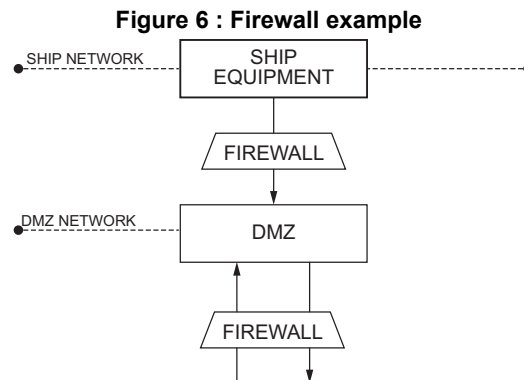 Figure 6 : Firewall example
SHIP NETWORK
SHIP
EQUIPMENT
FIREWALL
DMZ NETWORK
DMZ
FIREWALL